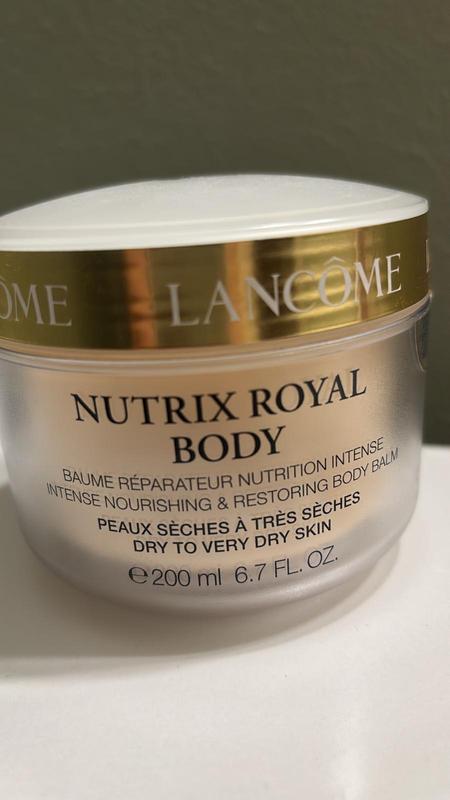 ÔME LANCÔME
NUTRIX ROYAL
BODY
BAUME RÉPARATEUR NUTRITION INTENSE
INTENSE NOURISHING & RESTORING BODY BALM
PEAUX SÈCHES À TRÈS SÈCHES
DRY TO VERY DRY SKIN
℮200 ml 6.7 FL. OZ.